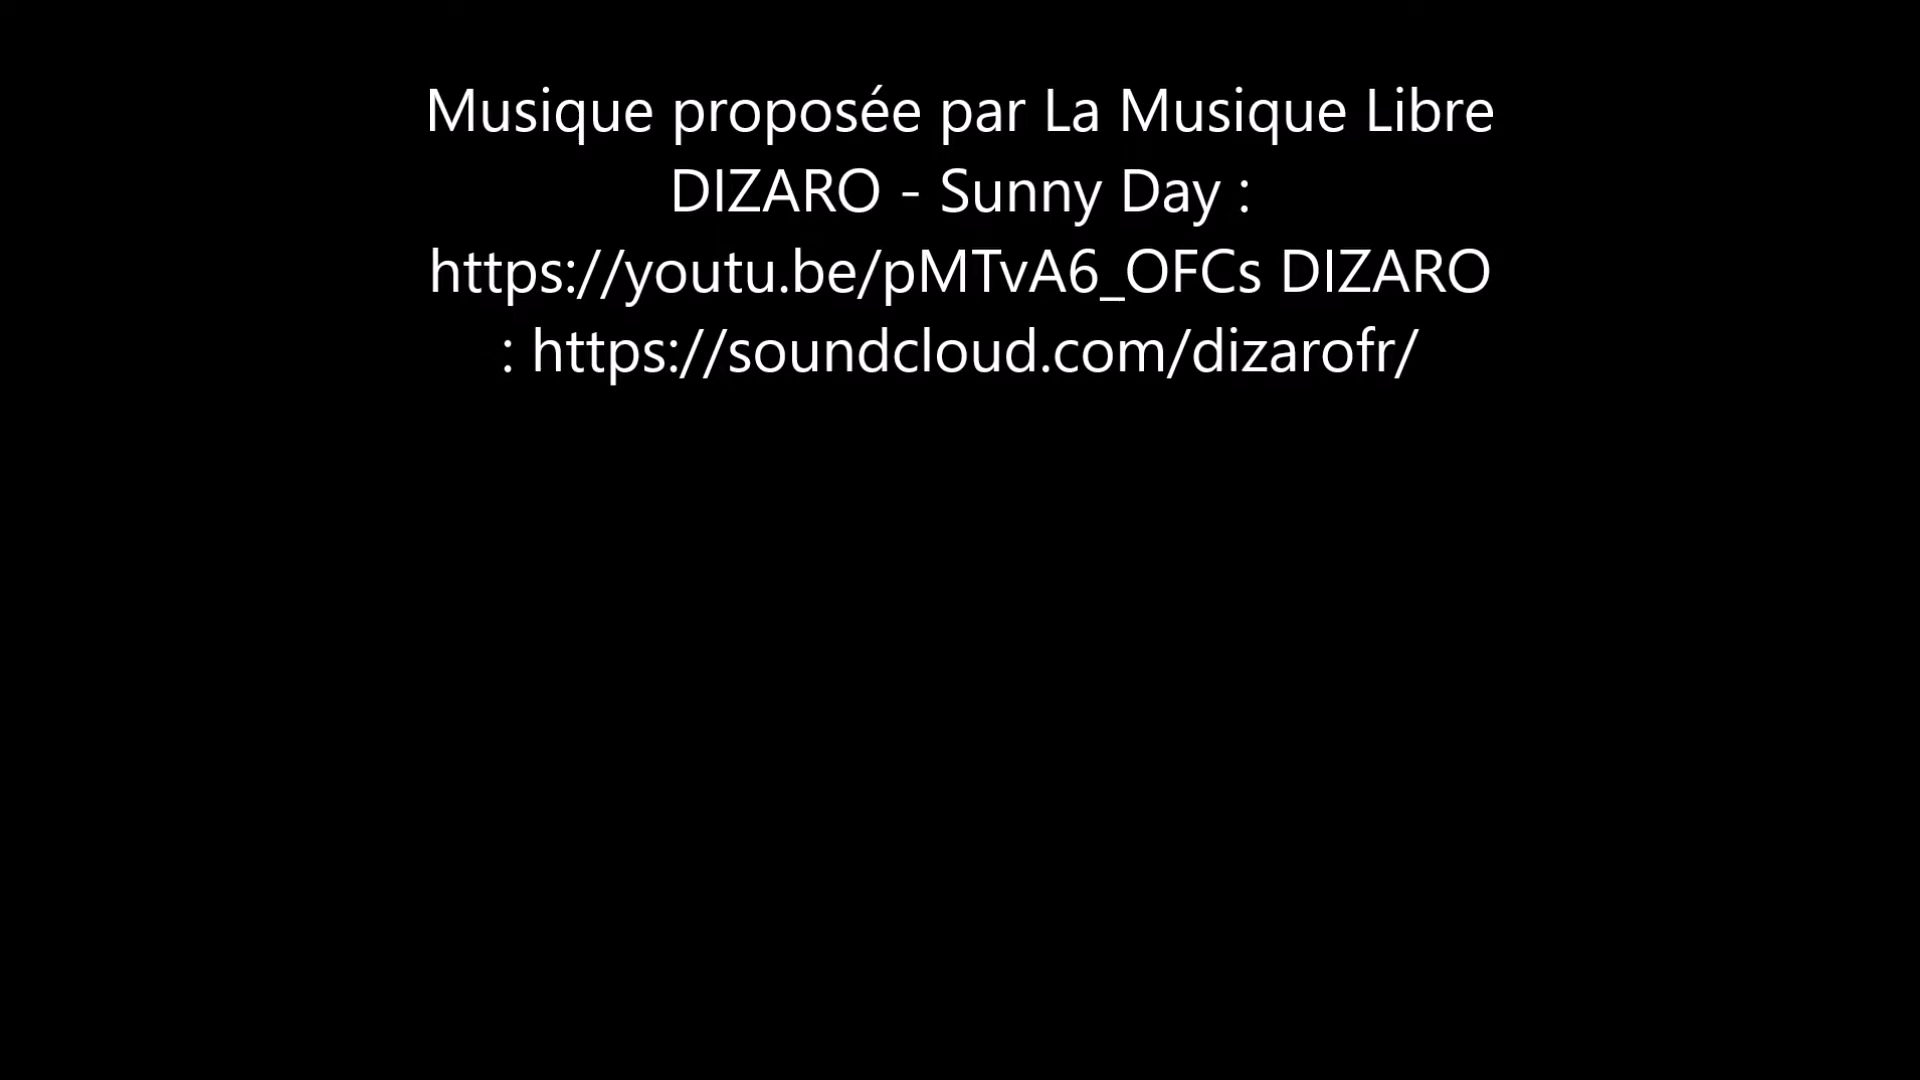 Musique proposée par La Musique Libre
DIZARO - Sunny Day :
https://youtu.be/pMTvA6_OFCs DIZARO
: https://soundcloud.com/dizarofr/